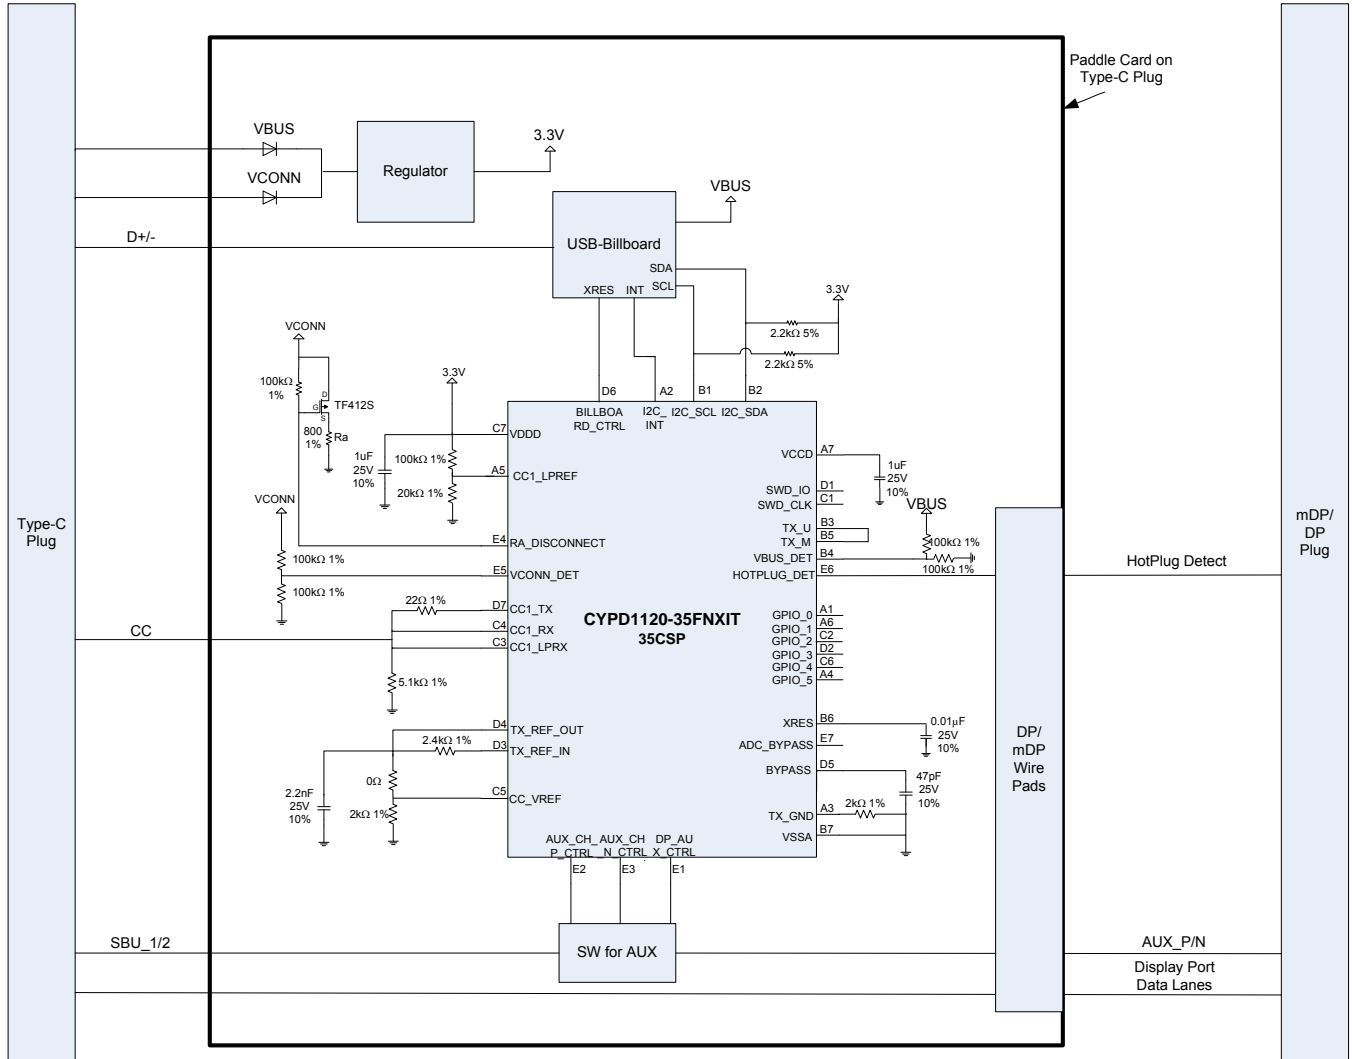 Paddle Card on
Type-C Plug
VBUS
VCONN
Regulator
3.3V
VBUS
D+/-
USB-Billboard
SDA
SCL
XRES
INT
3.3V
2.2kΩ 5%
2.2kΩ 5%
VCONN
100kΩ
1%
D
G
S
TF412S
800
1%
Ra
3.3V
1uF
25V
10%
100kΩ 1%
20kΩ 1%
D6
A2
B1
B2
BILLBOA
RD_CTRL
I2C_
INT
I2C_SCL
I2C_SDA
C7
VDDD
A5
CC1_LPREF
VCCD
A7
1uF
25V
10%
SWD_IO
D1
SWD_CLK
C1
VBUS
TX_U
B3
TX_M
B5
VBUS_DET
B4
100kΩ 1%
100kΩ 1%
HOTPLUG_DET
E6
HotPlug Detect
Type-C
Plug
mDP/
DP
Plug
VCONN
E4
RA_DISCONNECT
100kΩ 1%
E5
VCONN_DET
100kΩ 1%
22Ω 1%
D7
CC1_TX
C4
CC1_RX
C3
CC1_LPRX
CC
5.1kΩ 1%
CYPD1120-35FNXIT
35CSP
GPIO_0
A1
GPIO_1
A6
GPIO_2
C2
GPIO_3
D2
GPIO_4
C6
GPIO_5
A4
D4
TX_REF_OUT
2.4kΩ 1%
D3
TX_REF_IN
0Ω
2.2nF
25V
10%
C5
CC_VREF
2kΩ 1%
XRES
B6
0.01µF
25V
10%
ADC_BYPASS
E7
BYPASS
D5
47pF
25V
10%
TX_GND
A3
2kΩ 1%
VSSA
B7
DP/
mDP
Wire
Pads
AUX_CH_
P_CTRL
AUX_CH
_N_CTRL
DP_AU
X_CTRL
E2
E3
E1
SBU_1/2
SW for AUX
AUX_P/N
Display Port
Data Lanes